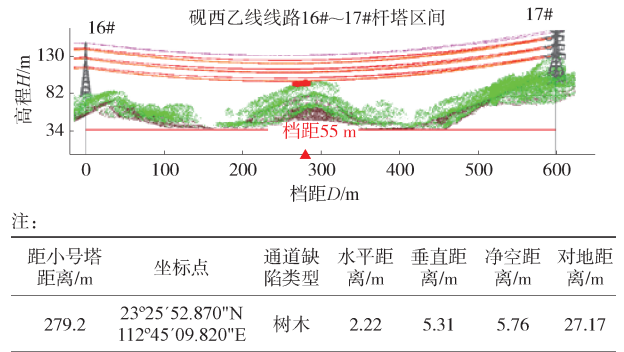 砚西乙线线路16#～17#杆塔区间
16#
17#
高程H/m
130
82
34
档距55 m
0 100 200 300 400 500 600
档距D/m
注：
距小号塔距离/m 坐标点 通道缺陷类型 水平距离/m 垂直距离/m 净空距离/m 对地距离/m
279.2 23°25′52.870"N 112°45′09.820"E 树木 2.22 5.31 5.76 27.17